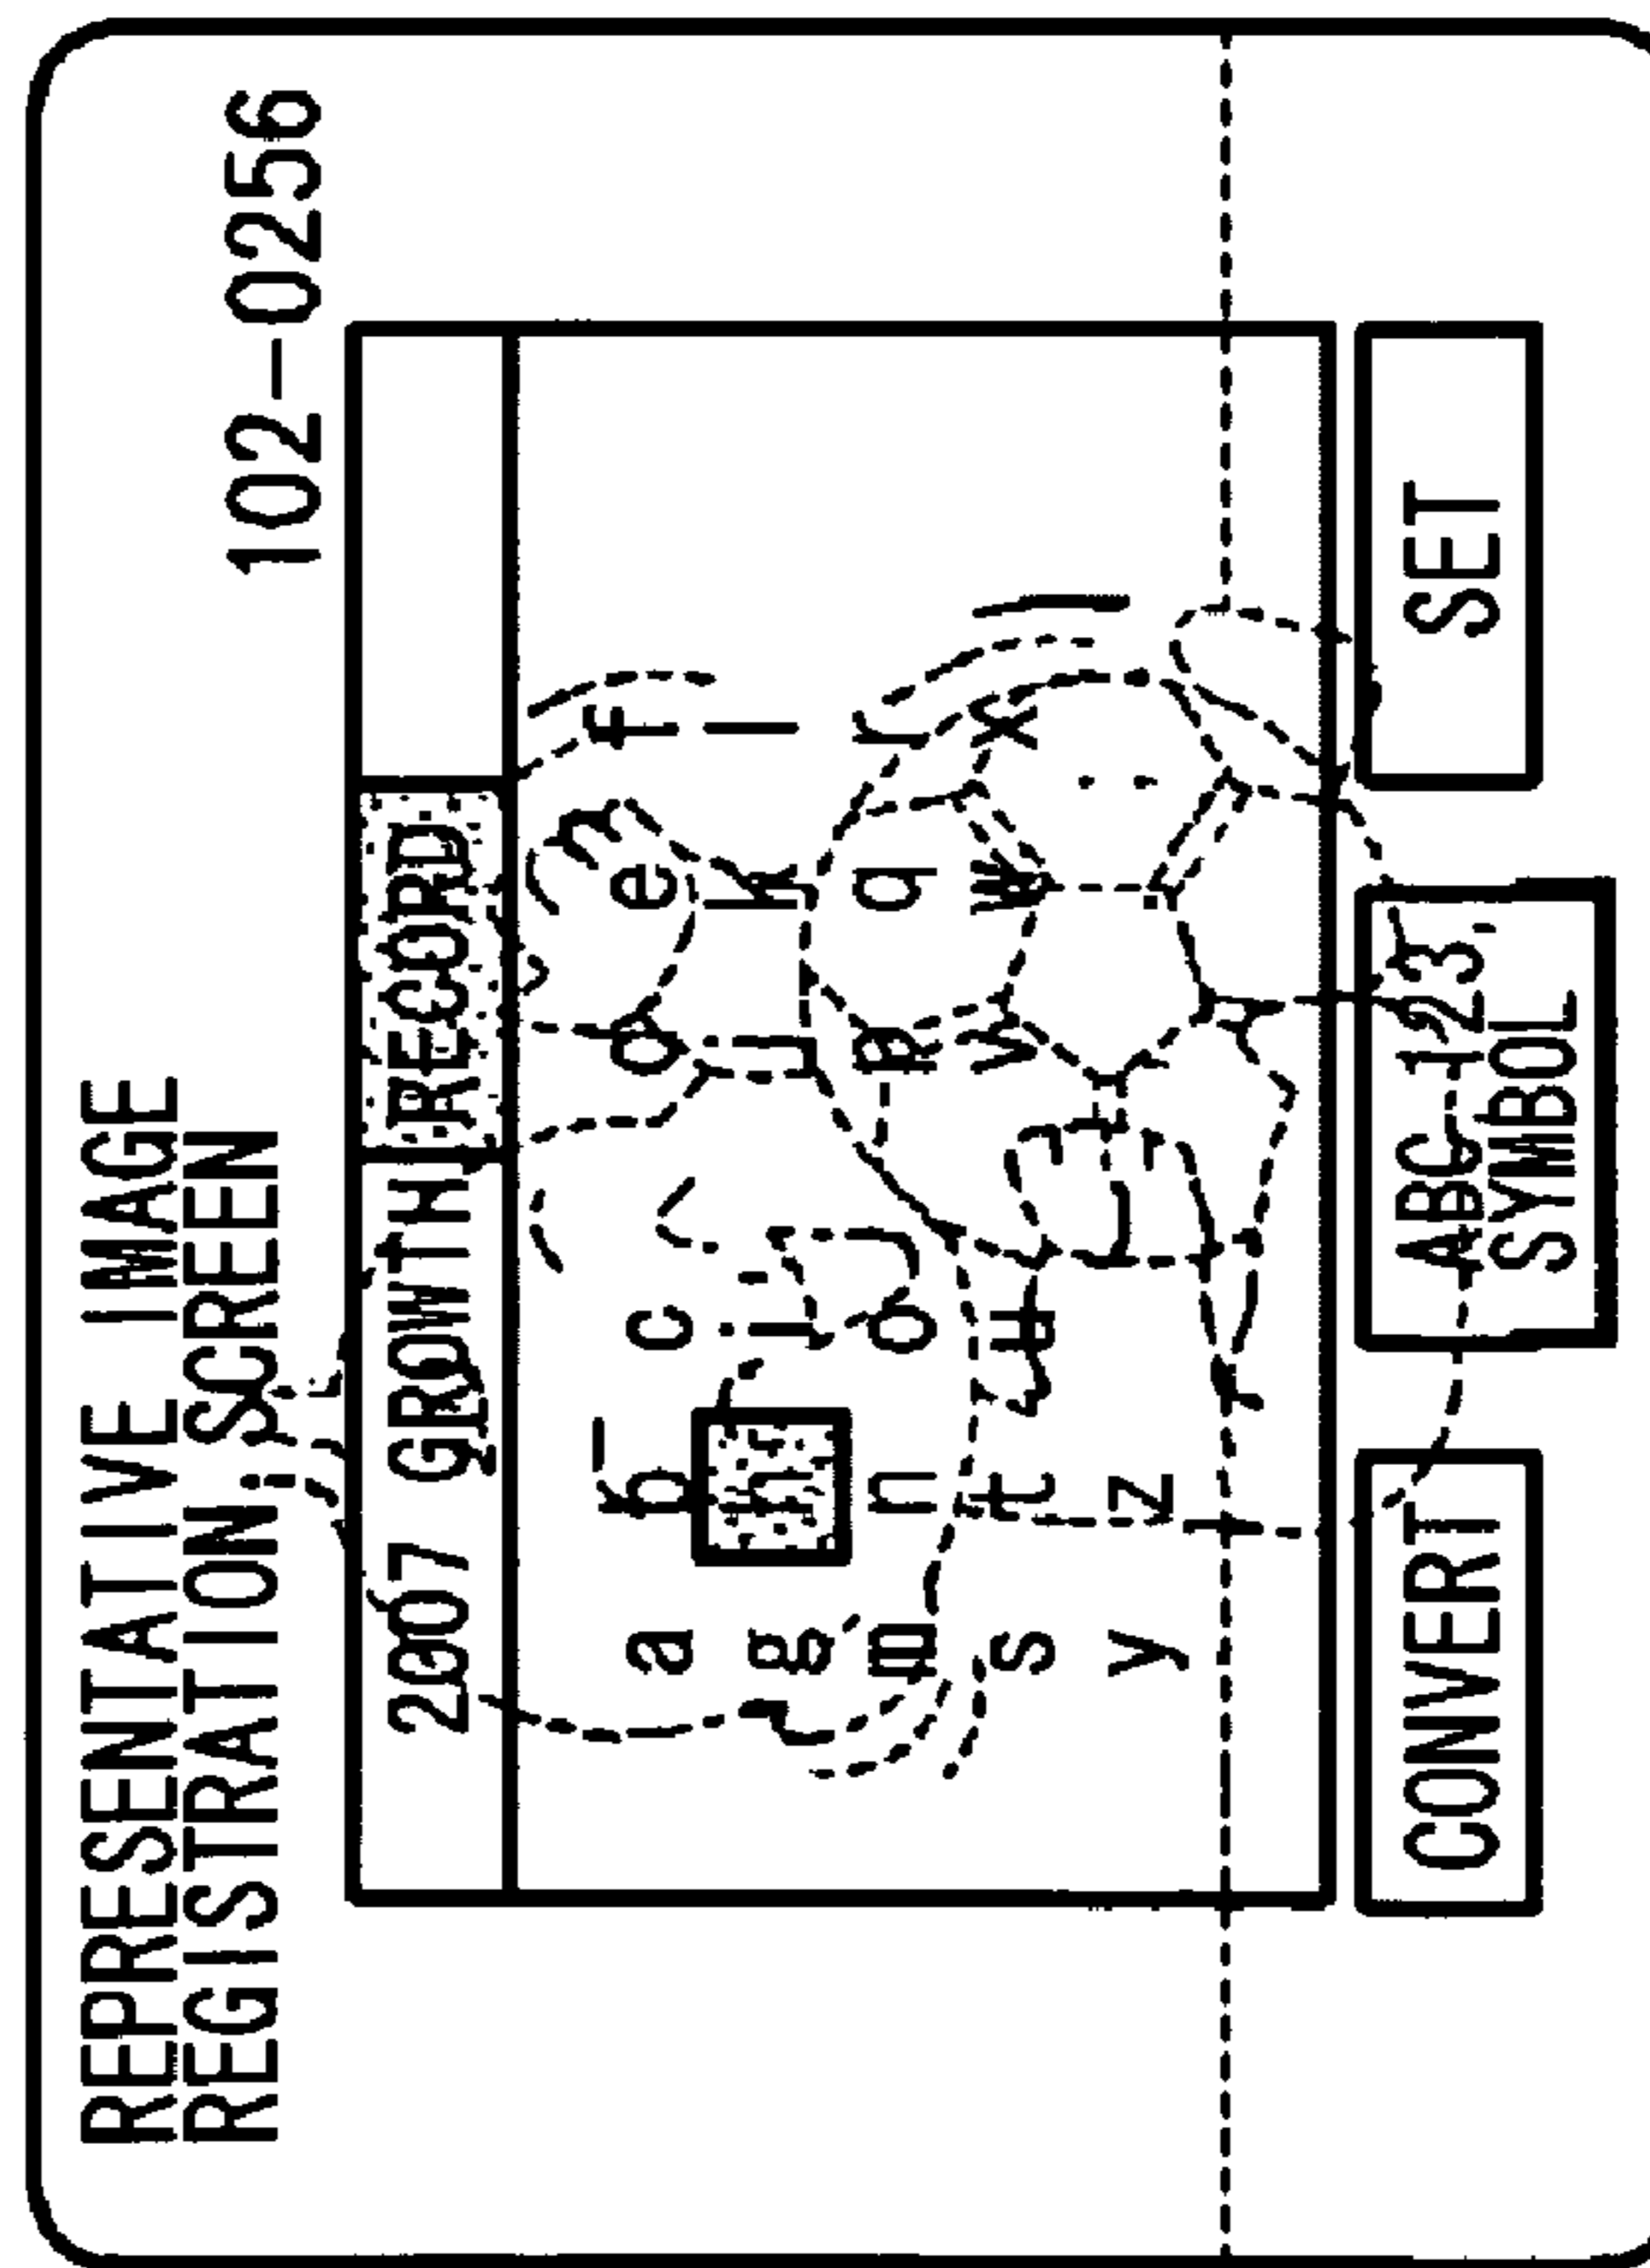 REPRESENTATIVE IMAGE
REGISTRATION, SCREEN
102-0256
2007 GROWTH RECORD
a b c d e f
g h i j k l
m n o p q r
s t u v w x
y z
CONVERT
ABC, 123,
SYMBOL
SET